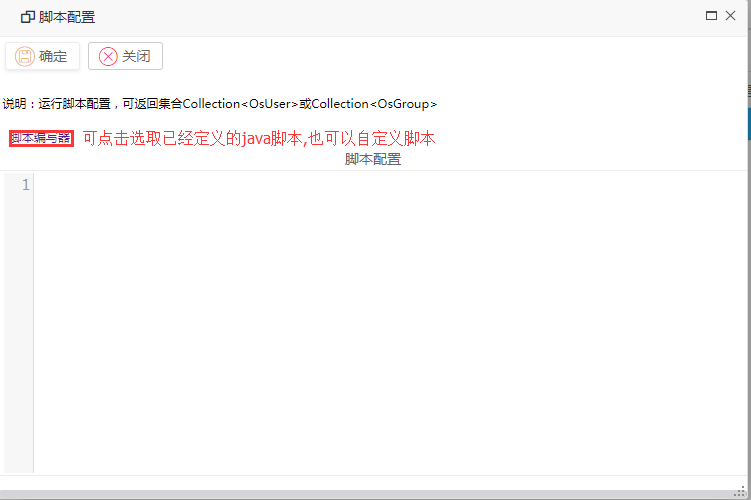 脚本配置
确定 关闭
说明：运行脚本配置，可返回集合Collection<OsUser>或Collection<OsGroup>
脚本编写器 可点击选取已经定义的java脚本,也可以自定义脚本
脚本配置
1